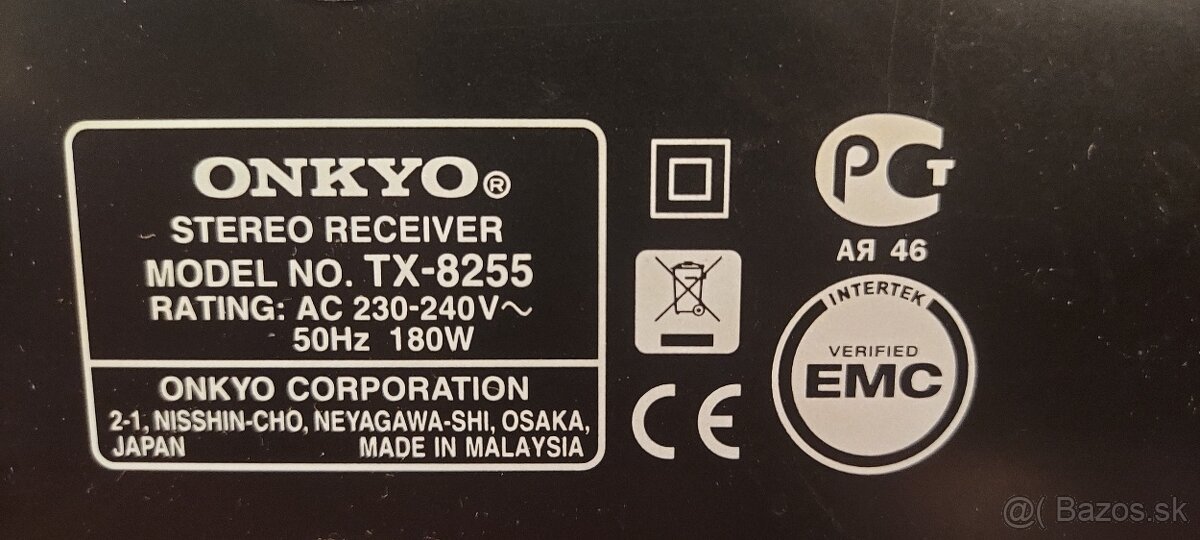 ONKYO®
STEREO RECEIVER
MODEL NO. TX-8255
RATING: AC 230-240V~
50Hz 180W
ONKYO CORPORATION
2-1, NISSHIN-CHO, NEYAGAWA-SHI, OSAKA,
JAPAN MADE IN MALAYSIA
CE
РСТ
АЯ 46
INTERTEK
VERIFIED
EMC
@( Bazos.sk